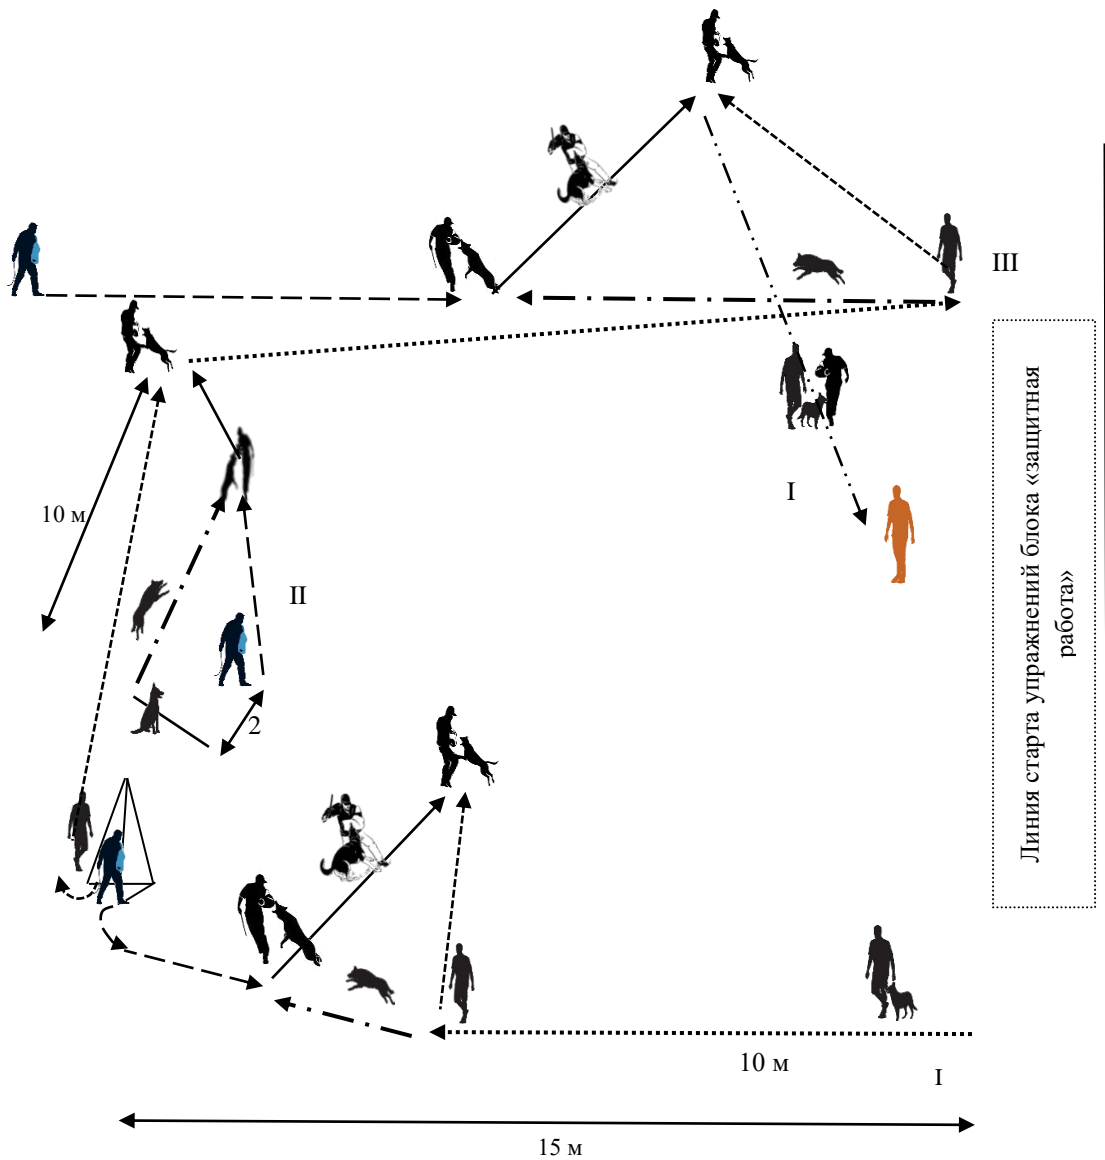 III
Линия старта упражнений блока «защитная
работа»
I
10 м
II
2
10 м
I
15 м